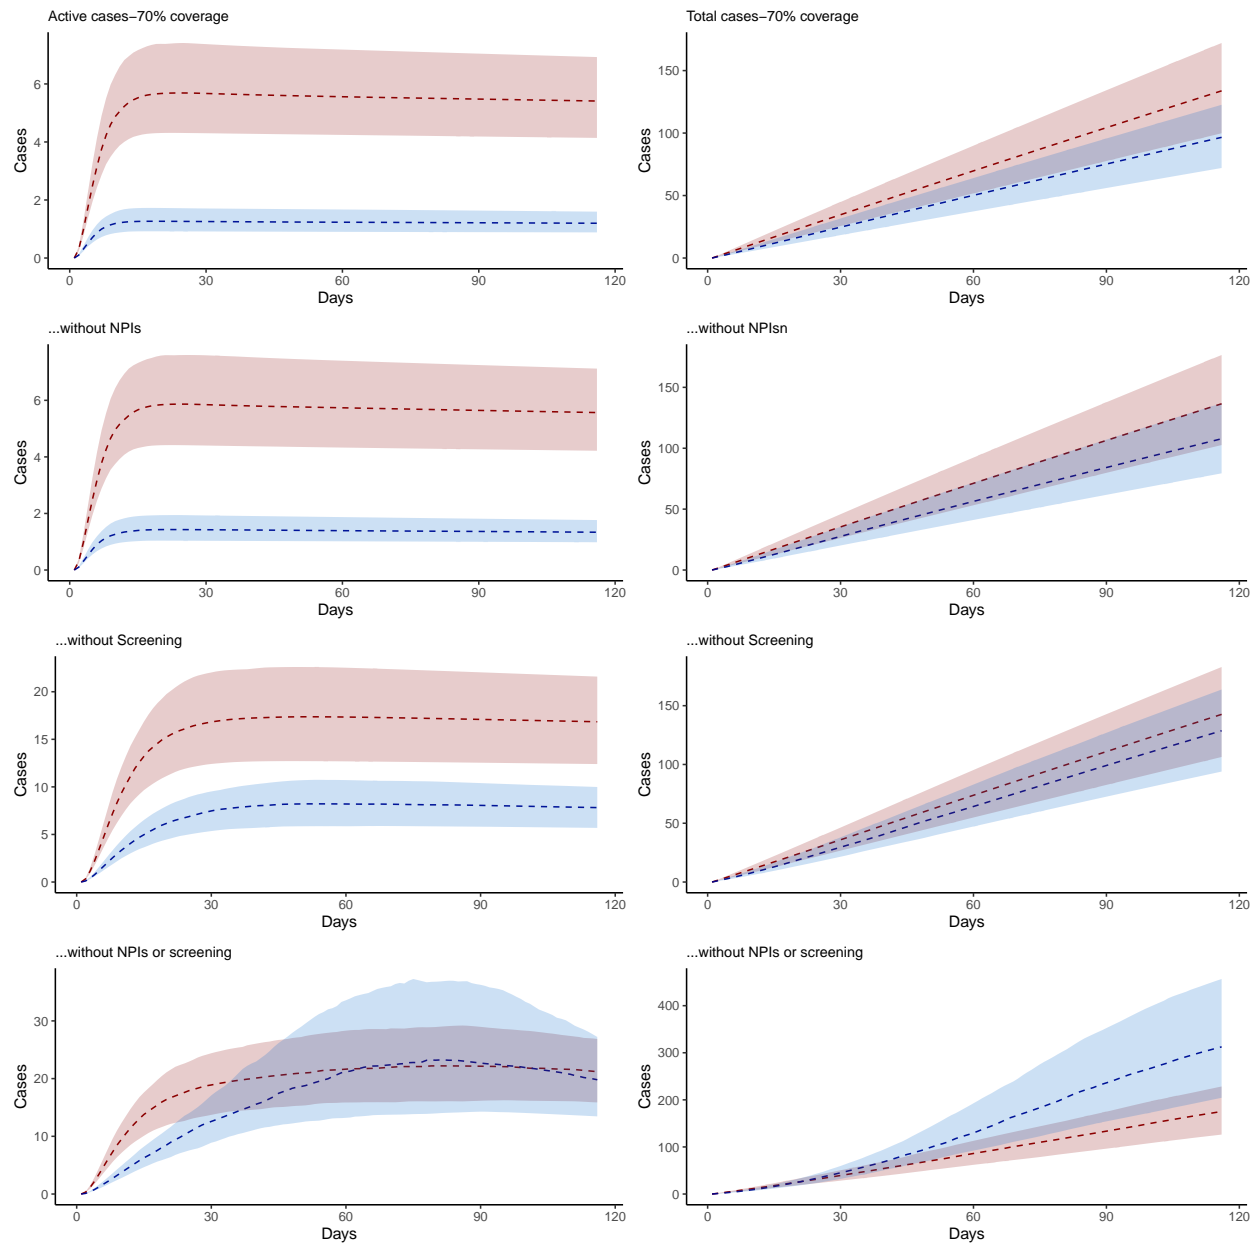 Active cases−70% coverage
Cases
6
4
2
0
0 30 60 90 120
Days
Total cases−70% coverage
Cases
150
100
50
0
0 30 60 90 120
Days
...without NPIs
Cases
6
4
2
0
0 30 60 90 120
Days
...without NPIsn
Cases
150
100
50
0
0 30 60 90 120
Days
...without Screening
Cases
20
15
10
5
0
0 30 60 90 120
Days
...without Screening
Cases
150
100
50
0
0 30 60 90 120
Days
...without NPIs or screening
Cases
30
20
10
0
0 30 60 90 120
Days
...without NPIs or screening
Cases
400
300
200
100
0
0 30 60 90 120
Days